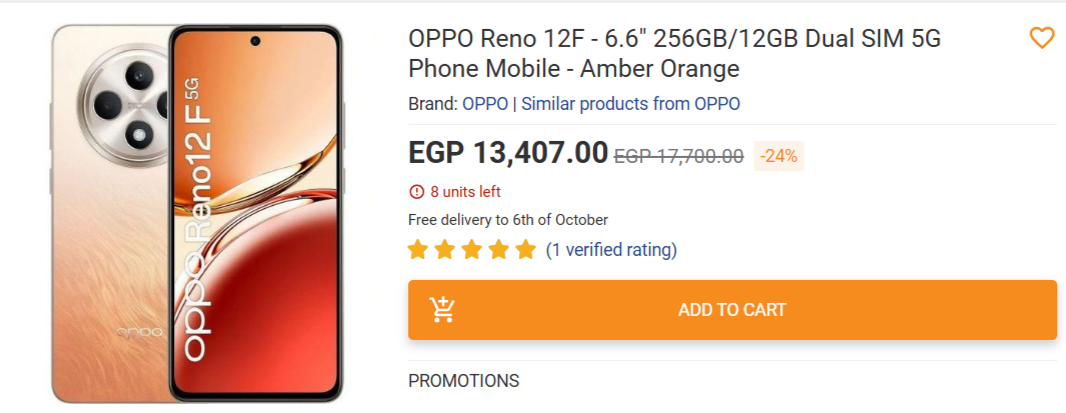 OPPO Reno 12F - 6.6" 256GB/12GB Dual SIM 5G
Phone Mobile - Amber Orange
Brand: OPPO | Similar products from OPPO
EGP 13,407.00 EGP 17,700.00 -24%
8 units left
Free delivery to 6th of October
(1 verified rating)
ADD TO CART
PROMOTIONS
oppo Reno12 F 5G
oppo